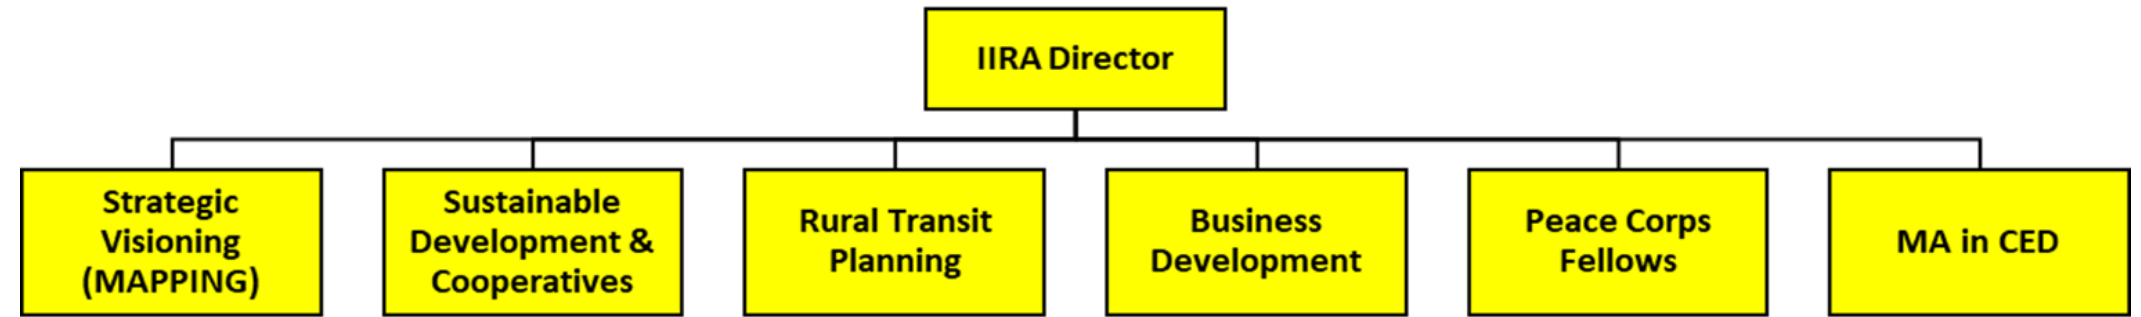 IIRA Director
Strategic
Visioning
(MAPPING)
Sustainable
Development &
Cooperatives
Rural Transit
Planning
Business
Development
Peace Corps
Fellows
MA in CED